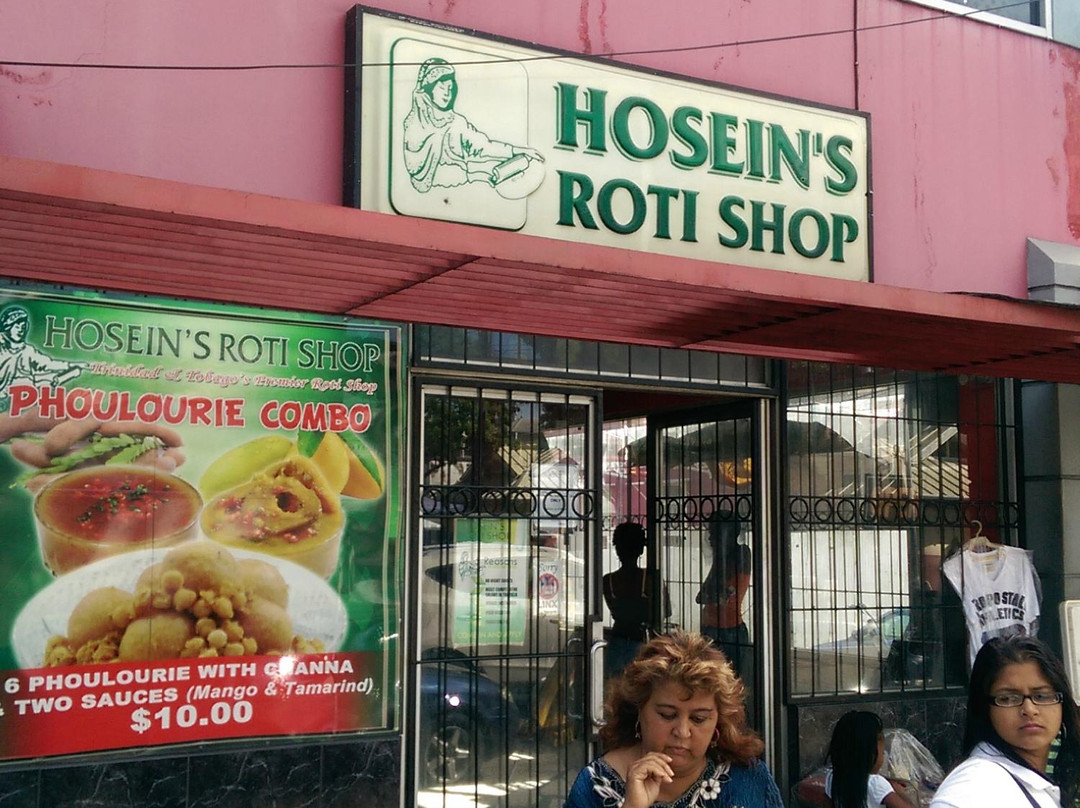 HOSEIN'S
ROTI SHOP
HOSEIN'S ROTI SHOP
Trinidad & Tobago's Premier Roti Shop
PHOULOURIE COMBO
6 PHOULOURIE WITH CHANNA
& TWO SAUCES (Mango & Tamarind)
$10.00